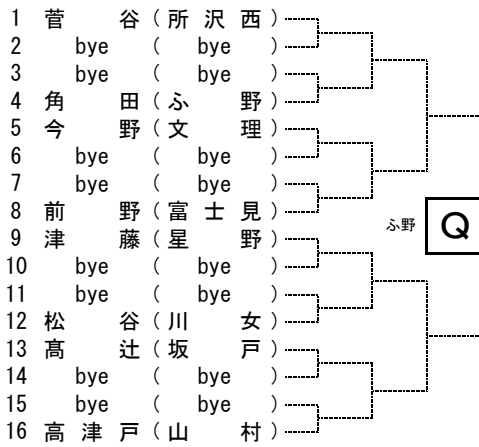 1 菅谷(所沢西)
2 bye ( bye )
3 bye ( bye )
4 角田(ふ野)
5 今野(文理)
6 bye ( bye )
7 bye ( bye )
8 前野(富士見)
ふ野 Q
9 津藤(星野)
10 bye ( bye )
11 bye ( bye )
12 松谷(川女)
13 髙辻(坂戸)
14 bye ( bye )
15 bye ( bye )
16 高津戸(山村)